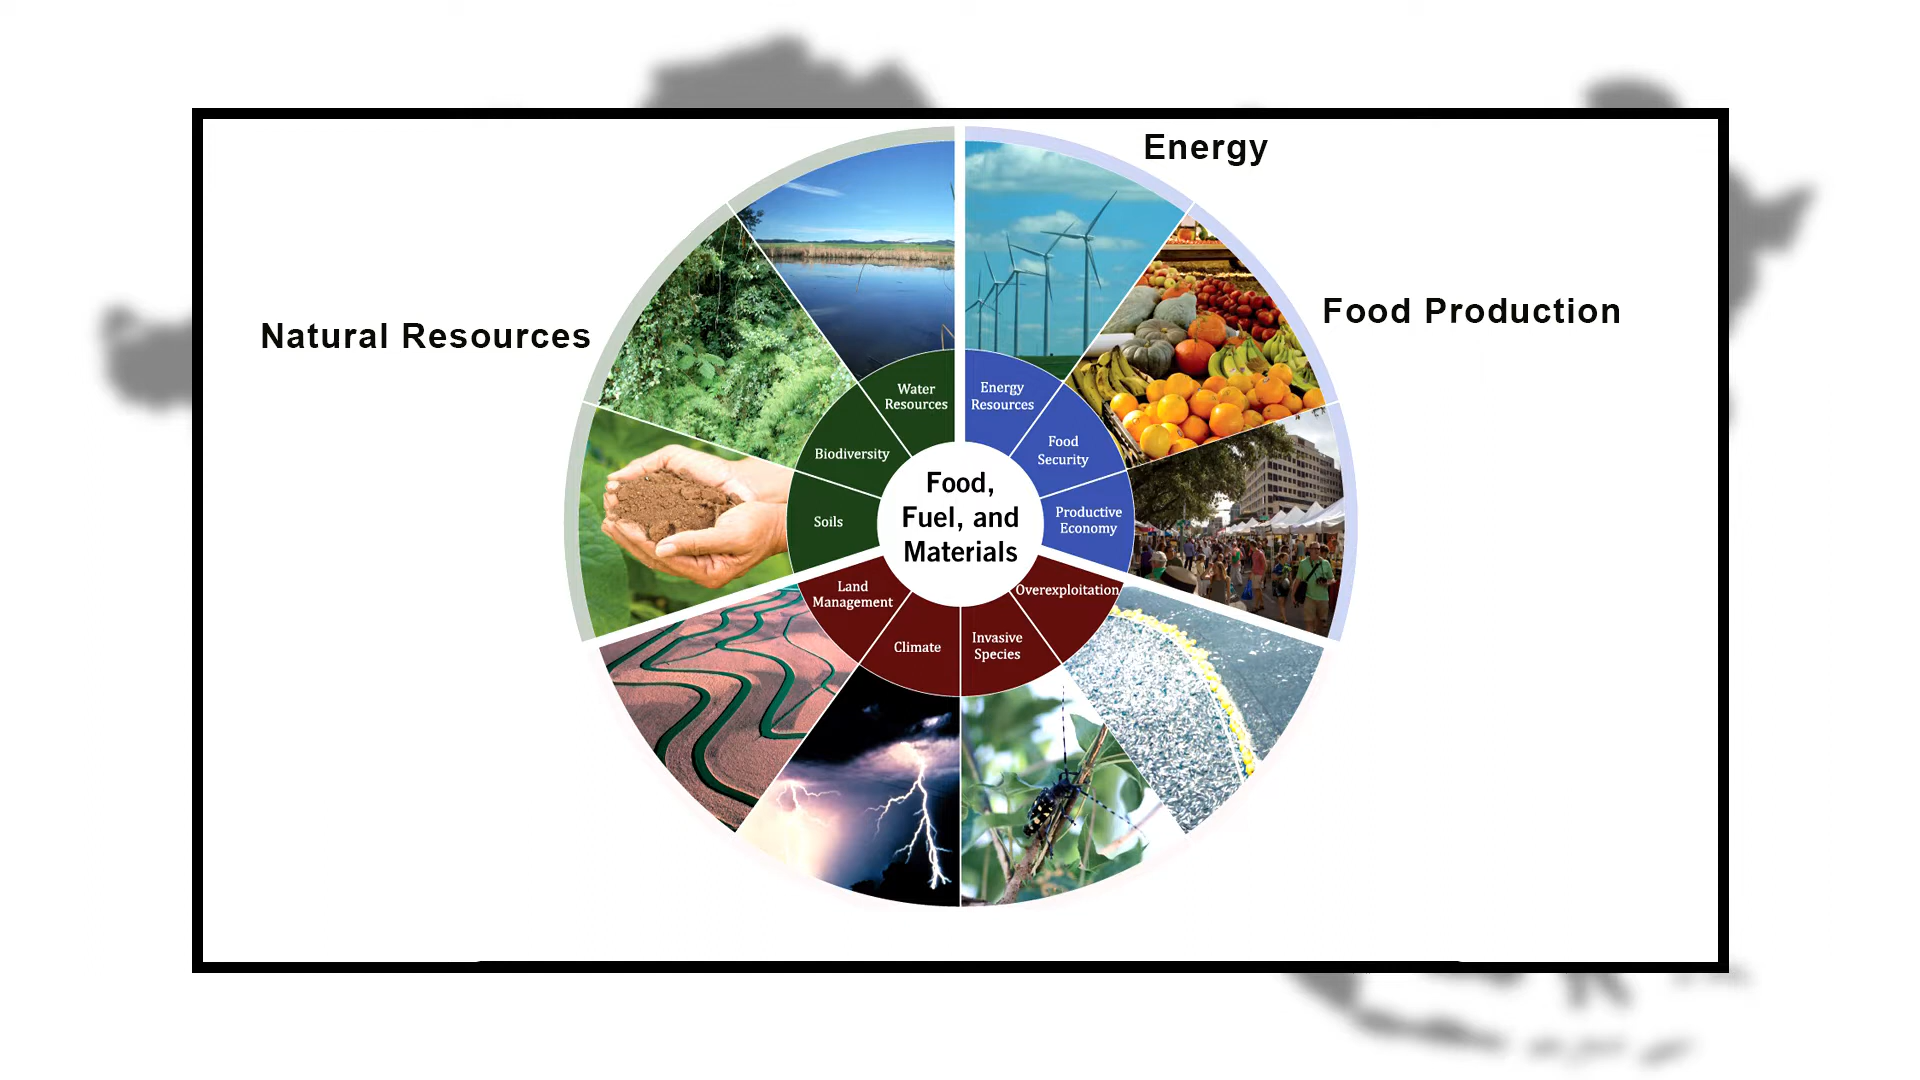 Energy
Food Production
Natural Resources
Water
Resources
Energy
Resources
Biodiversity
Food
Security
Soils
Productive
Economy
Food,
Fuel, and
Materials
Land
Management
Overexploitation
Climate
Invasive
Species